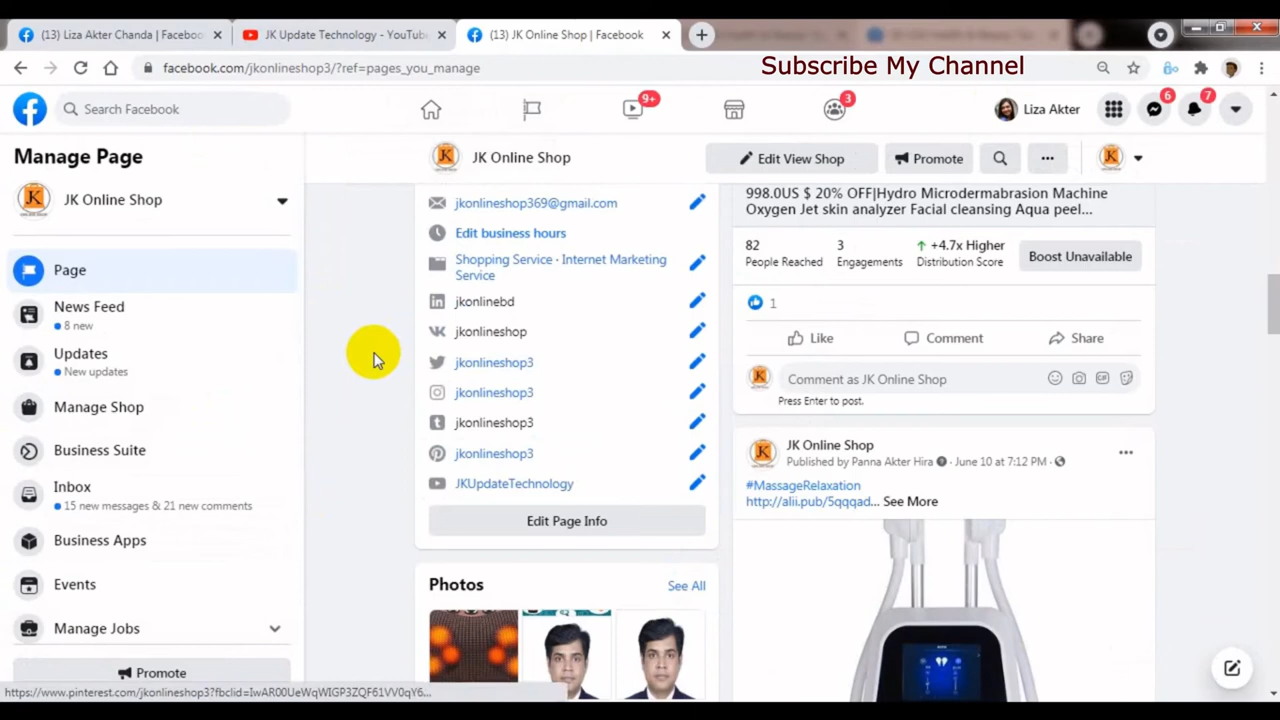 (13) Liza Akter Chanda | Faceboo
JK Update Technology - YouTube
(13) JK Online Shop | Facebook
facebook.com/jkonlineshop3/?ref=pages_you_manage
Subscribe My Channel
Search Facebook
9+
3
Liza Akter
6
7
Manage Page
JK Online Shop
Edit View Shop
Promote
JK Online Shop
Page
News Feed
8 new
Updates
New updates
Manage Shop
Business Suite
Inbox
15 new messages & 21 new comments
Business Apps
Events
Manage Jobs
Promote
jkonlineshop369@gmail.com
Edit business hours
Shopping Service · Internet Marketing
Service
jkonlinebd
jkonlineshop
jkonlineshop3
jkonlineshop3
jkonlineshop3
jkonlineshop3
JKUpdateTechnology
Edit Page Info
Photos
See All
998.0US $ 20% OFF|Hydro Microdermabrasion Machine
Oxygen Jet skin analyzer Facial cleansing Aqua peel...
82
People Reached
3
Engagements
+4.7x Higher
Distribution Score
Boost Unavailable
1
Like
Comment
Share
Comment as JK Online Shop
Press Enter to post.
JK Online Shop
Published by Panna Akter Hira · June 10 at 7:12 PM ·
#MassageRelaxation
http://alii.pub/5qqqad... See More
https://www.pinterest.com/jkonlineshop3?fbclid=IwAR00UeWqWIGP3ZQF61VV0qY6...